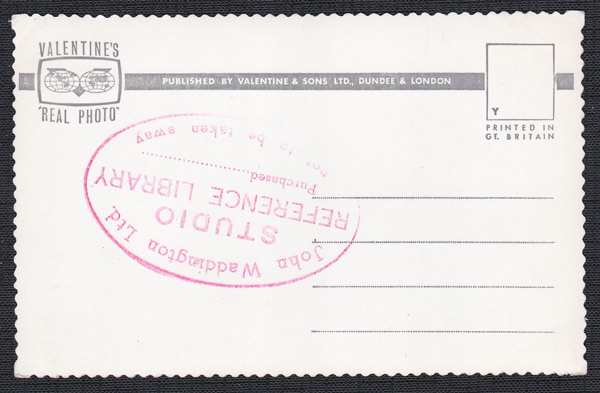 VALENTINE'S
"REAL PHOTO"
PUBLISHED BY VALENTINE & SONS LTD., DUNDEE & LONDON
Y
PRINTED IN
GT. BRITAIN
John Waddington Ltd.
STUDIO
REFERENCE LIBRARY
Purchased
not to be taken away